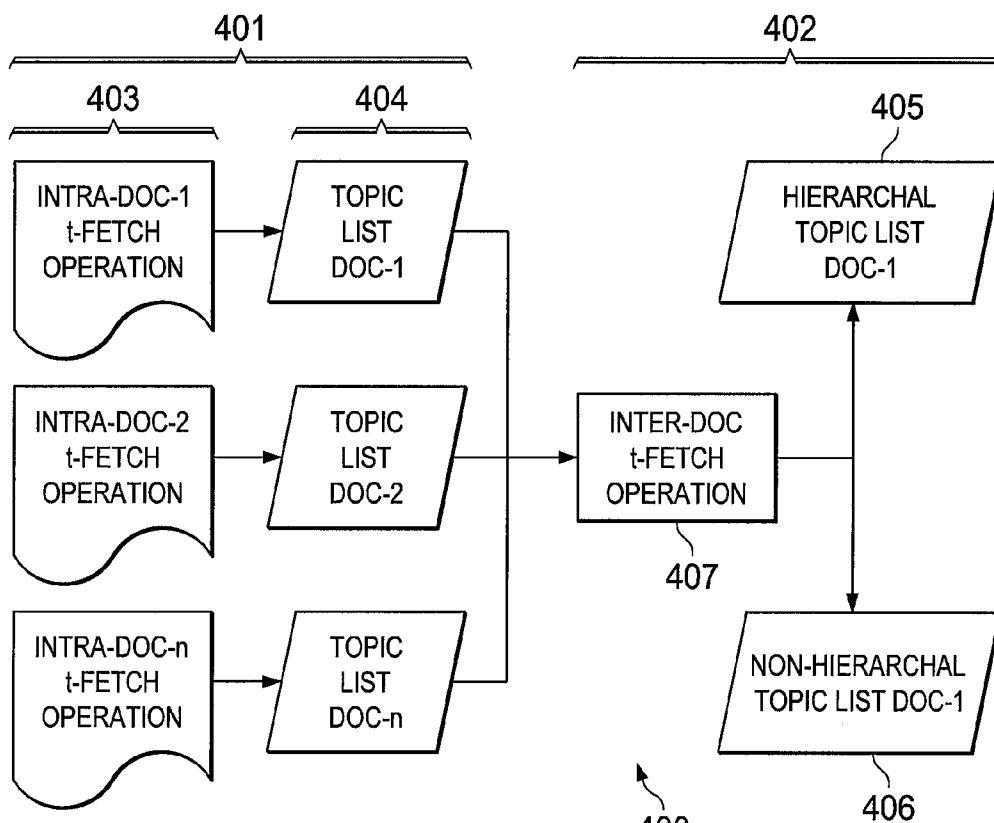 401
402
403
404
405
INTRA-DOC-1
t-FETCH
OPERATION
TOPIC
LIST
DOC-1
HIERARCHAL
TOPIC LIST
DOC-1
INTRA-DOC-2
t-FETCH
OPERATION
TOPIC
LIST
DOC-2
INTER-DOC
t-FETCH
OPERATION
407
INTRA-DOC-n
t-FETCH
OPERATION
TOPIC
LIST
DOC-n
NON-HIERARCHAL
TOPIC LIST DOC-1
406